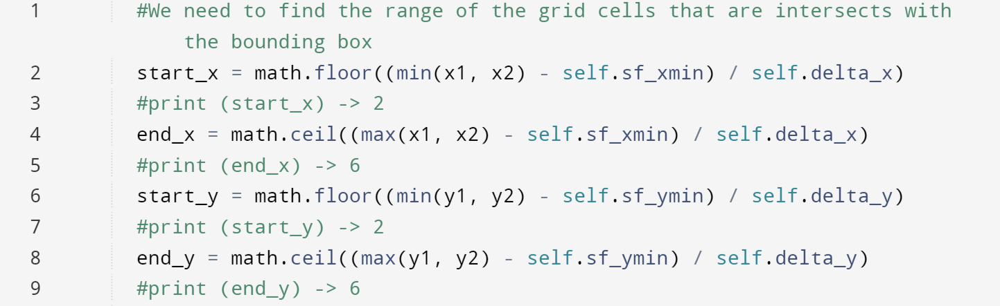 1 #We need to find the range of the grid cells that are intersects with
the bounding box
2 start_x = math.floor((min(x1, x2) - self.sf_xmin) / self.delta_x)
3 #print (start_x) -> 2
4 end_x = math.ceil((max(x1, x2) - self.sf_xmin) / self.delta_x)
5 #print (end_x) -> 6
6 start_y = math.floor((min(y1, y2) - self.sf_ymin) / self.delta_y)
7 #print (start_y) -> 2
8 end_y = math.ceil((max(y1, y2) - self.sf_ymin) / self.delta_y)
9 #print (end_y) -> 6